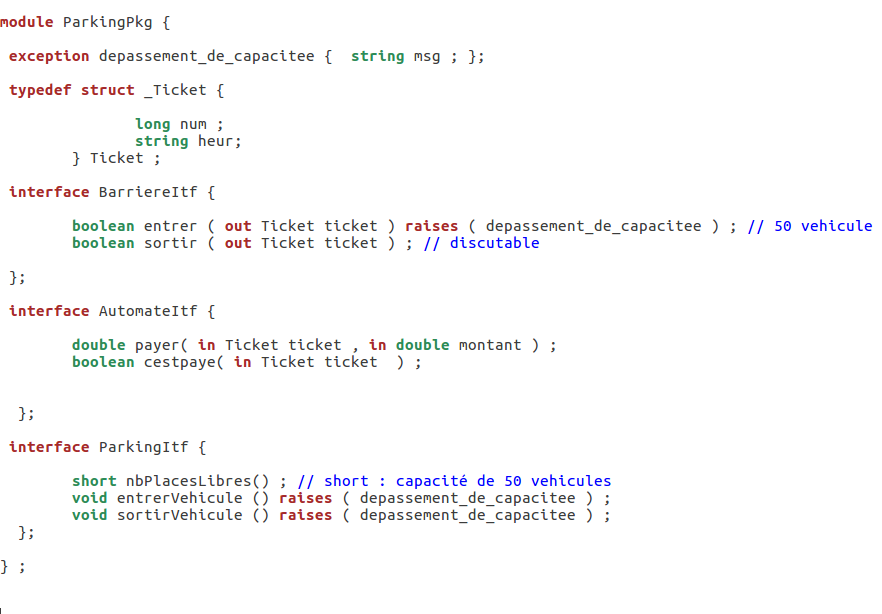 module ParkingPkg {
exception depassement_de_capacitee { string msg ; };
typedef struct _Ticket {
long num ;
string heur;
} Ticket ;
interface BarriereItf {
boolean entrer ( out Ticket ticket ) raises ( depassement_de_capacitee ) ; // 50 vehicule
boolean sortir ( out Ticket ticket ) ; // discutable
};
interface AutomateItf {
double payer( in Ticket ticket , in double montant ) ;
boolean cestpaye( in Ticket ticket ) ;
};
interface ParkingItf {
short nbPlacesLibres() ; // short : capacité de 50 vehicules
void entrerVehicule () raises ( depassement_de_capacitee ) ;
void sortirVehicule () raises ( depassement_de_capacitee ) ;
};
} ;